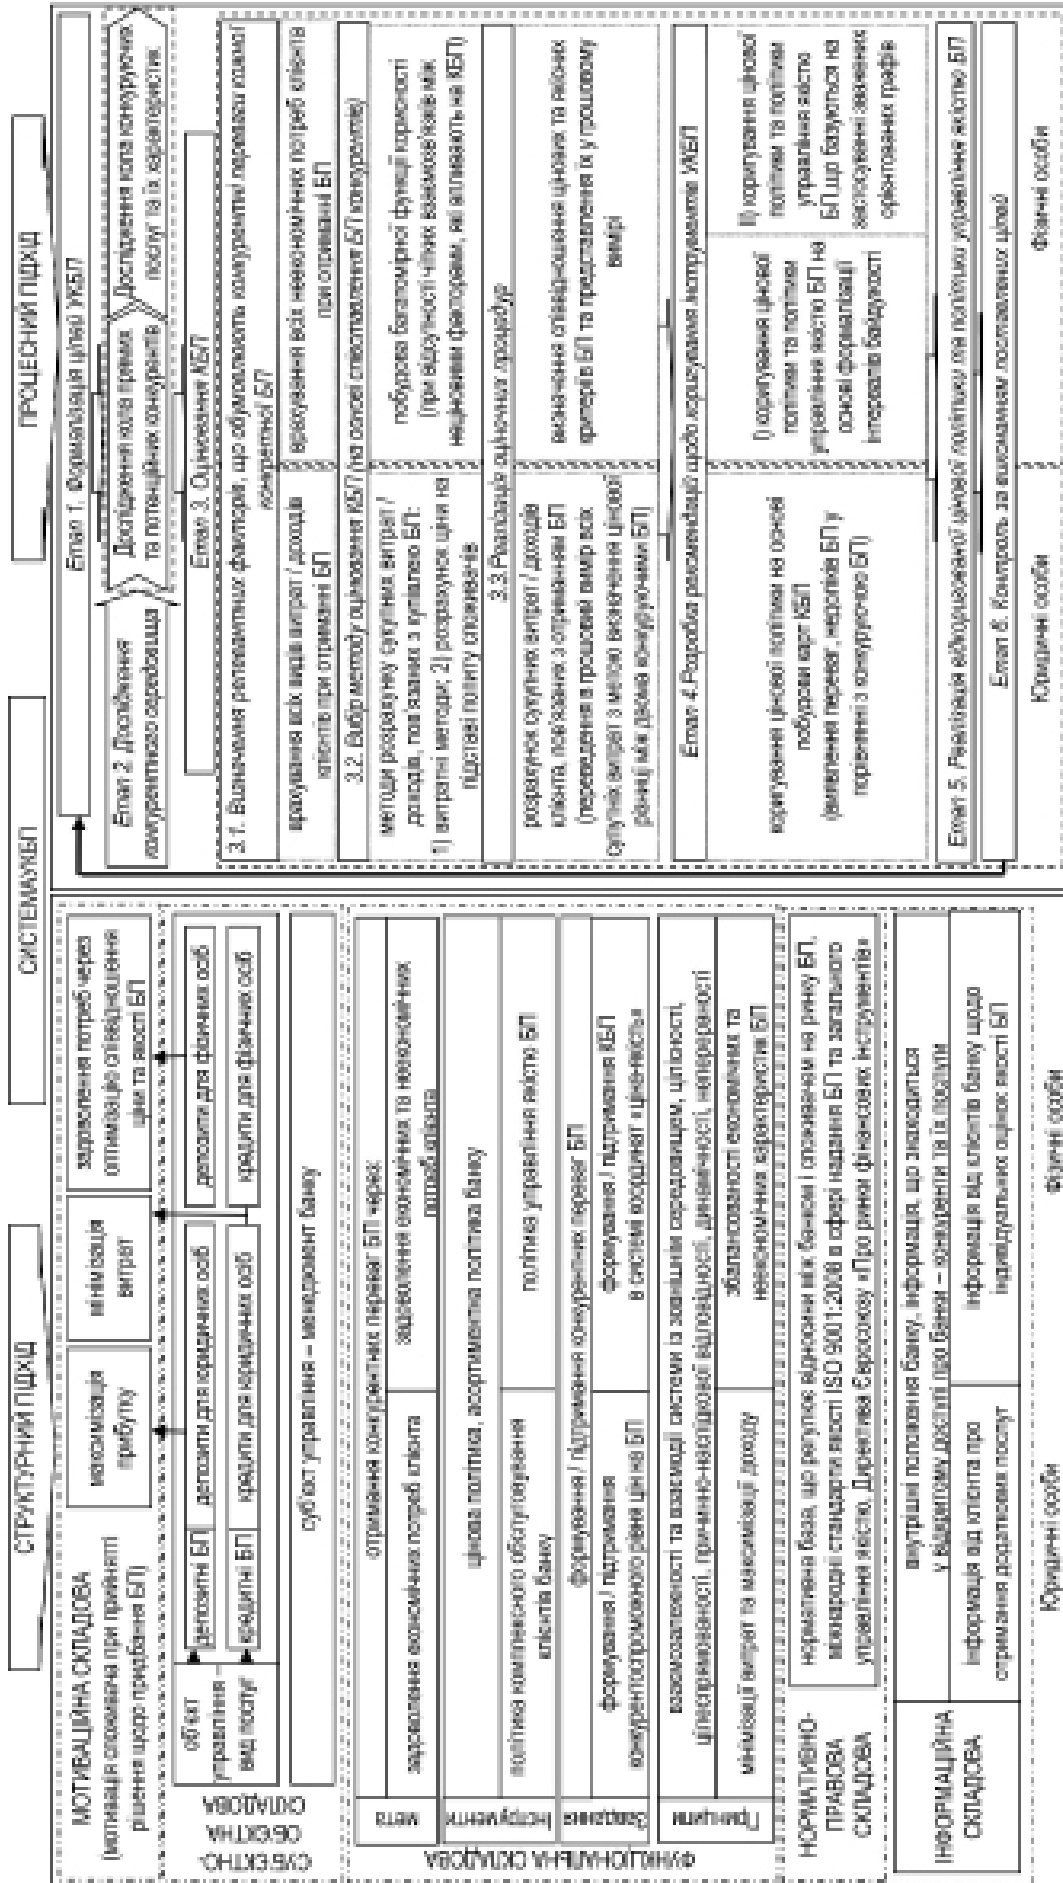 СИСТЕМА УКБП
СТРУКТУРНИЙ ПІДХІД
ПРОЦЕСНИЙ ПІДХІД
МОТИВАЦІЙНА СКЛАДОВА
(мотивація споживача при прийнятті
рішення щодо придбання БП)
максимізація
прибутку
мінімізація
витрат
задоволення потреб через
оптимізацію співвідношення
ціни та якості БП
СУБ'ЄКТНО-
ОБ'ЄКТНА
СКЛАДОВА
об'єкт
управління –
вид послуг
депозитні БП
депозити для юридичних осіб
депозити для фізичних осіб
кредитні БП
кредити для юридичних осіб
кредити для фізичних осіб
суб'єкт управління – менеджмент банку
ФУНКЦІОНАЛЬНА СКЛАДОВА
мета
отримання конкурентних переваг БП через:
задоволення економічних потреб клієнта
задоволення економічних та неекономічних
потреб клієнта
Інструменти
цінова політика, асортиментна політика банку
політика комплексного обслуговування
клієнтів банку
політика управління якістю БП
Завдання
формування / підтримання конкурентних переваг БП
формування / підтримання
конкурентоспроможного рівня цін на БП
формування / підтримання КБП
в системі координат «ціна-якість»
Принципи
взаємозалежності та взаємодії системи із зовнішнім середовищем, цілісності,
цілеспрямованості, причинно-наслідкової відповідності, динамічності, неперервності
мінімізації витрат та максимізації доходу
збалансованості економічних та
неекономічних характеристик БП
НОРМАТИВНО-
ПРАВОВА
СКЛАДОВА
нормативна база, що регулює відносини між банком і споживачем на ринку БП,
міжнародні стандарти якості ISO 9001:2008 в сфері надання БП та загального
управління якістю, Директива Євросоюзу «Про ринки фінансових інструментів»
ІНФОРМАЦІЙНА
СКЛАДОВА
внутрішні положення банку, інформація, що знаходиться
у відкритому доступі про банки – конкуренти та їх послуги
інформація від клієнта про
отримання додаткових послуг
інформація від клієнтів банку щодо
індивідуальних оцінок якості БП
Юридичні особи
Фізичні особи
Етап 1. Формалізація цілей УКБП
Етап 2. Дослідження
конкурентного середовища
Дослідження кола прямих
та потенційних конкурентів
Дослідження кола конкуруючих
послуг та їх характеристик
Етап 3. Оцінювання КБП
3.1. Визначення релевантних факторів, що обумовлюють конкурентні переваги кожної
конкретної БП
врахування всіх видів витрат / доходів
клієнтів при отриманні БП
врахування всіх неекономічних потреб клієнта
при отриманні БП
3.2. Вибір методу оцінювання КБП (на основі співставлення БП конкурентів)
методи розрахунку сукупних витрат /
доходів, пов'язаних з купівлею БП:
1) витратні методи; 2) розрахунок ціни на
підставі попиту споживачів
побудова багатомірної функції корисності
(при відсутності чітких взаємозв'язків між
неціновими факторами, які впливають на КБП)
3.3. Реалізація оціночних процедур
розрахунок сукупних витрат / доходів
клієнта, пов'язаних з отриманням БП
(переведення в грошовий вимір всіх
супутніх витрат з метою визначення цінової
різниці між двома конкуруючими БП)
визначення співвідношення цінових та якісних
критеріїв БП та представлення їх у грошовому
вимірі
Етап 4. Розробка рекомендацій щодо коригування інструментів УКБП
коригування цінової політики на основі
побудови карт КБП
(виявлення переваг, недоліків БП у
порівнянні з конкуруючою БП)
І) коригування цінової
політики та політики
управління якістю БП на
основі формалізації
інтервалів байдужості
ІІ) коригування цінової
політики та політики
управління якістю
БП, що базуються на
застосуванні зважених
орієнтованих графів
Етап 5. Реалізація відкоригованої цінової політики та політики управління якістю БП
Етап 6. Контроль за виконанням поставлених цілей
Юридичні особи
Фізичні особи